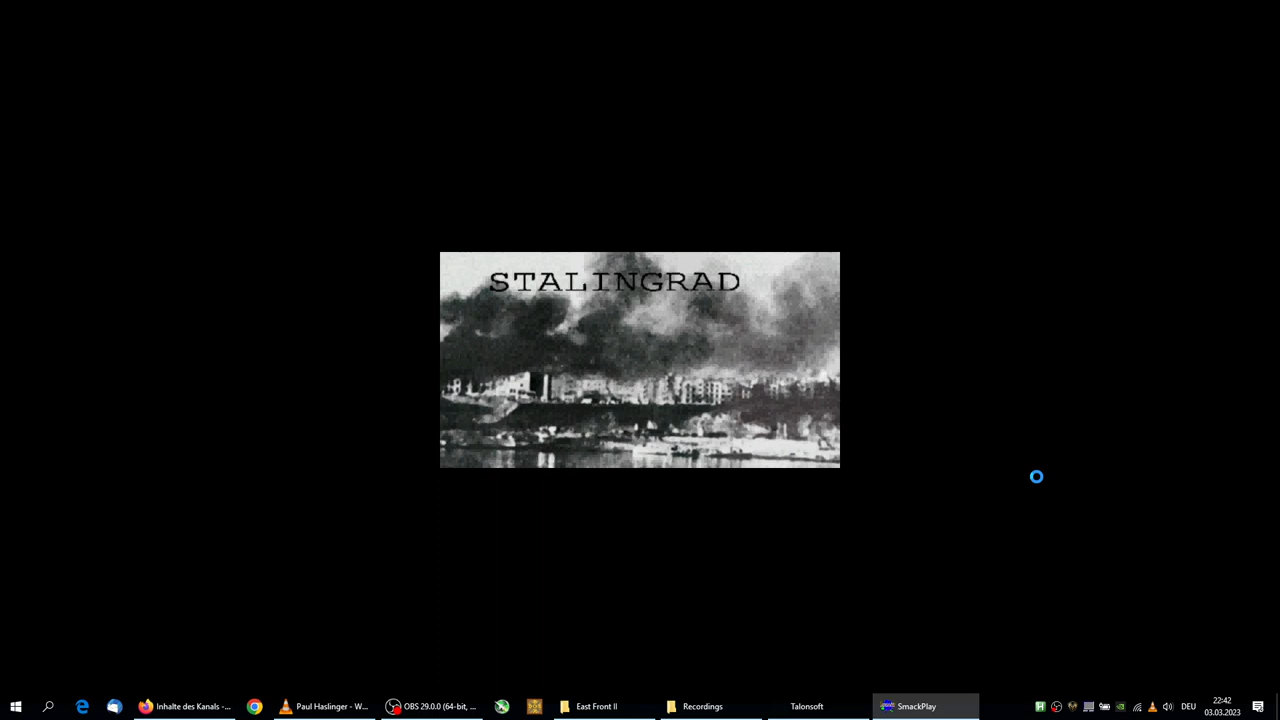 STALINGRAD
Inhalte des Kanals -...
Paul Haslinger - W...
OBS 29.0.0 (64-bit, ...
East Front II
Recordings
Talonsoft
SmackPlay
DEU
22:42
03.03.2023